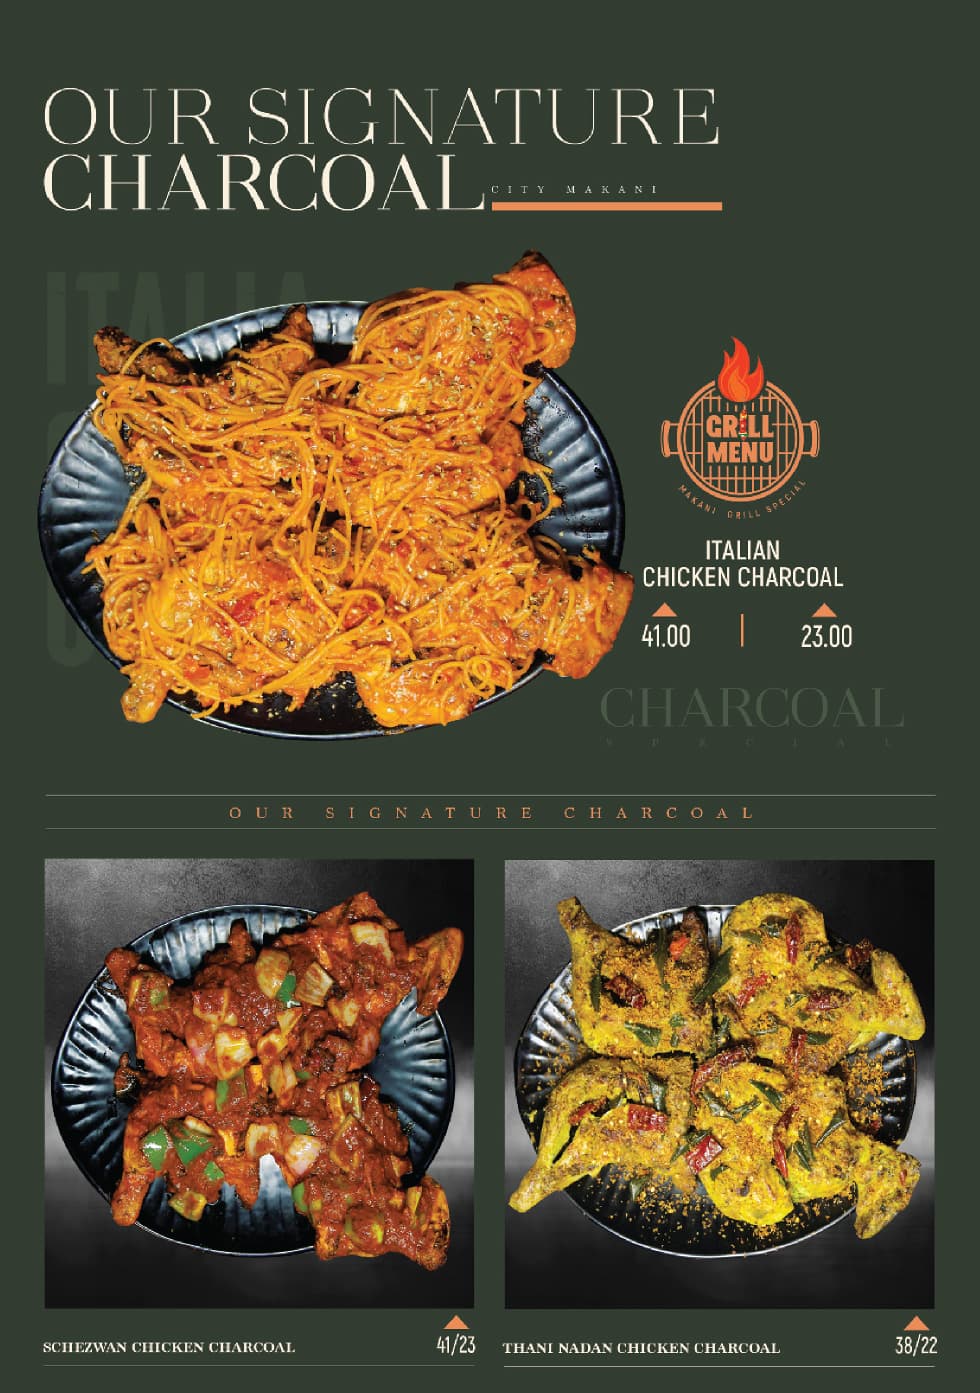 OUR SIGNATURE
CHARCOAL
CITY MAKANI
ITALIA
GRILL
MENU
MAKANI GRILL SPECIAL
ITALIAN
CHICKEN CHARCOAL
41.00 | 23.00
CHARCOAL
SPECIAL
OUR SIGNATURE CHARCOAL
SCHEZWAN CHICKEN CHARCOAL
41/23
THANI NADAN CHICKEN CHARCOAL
38/22